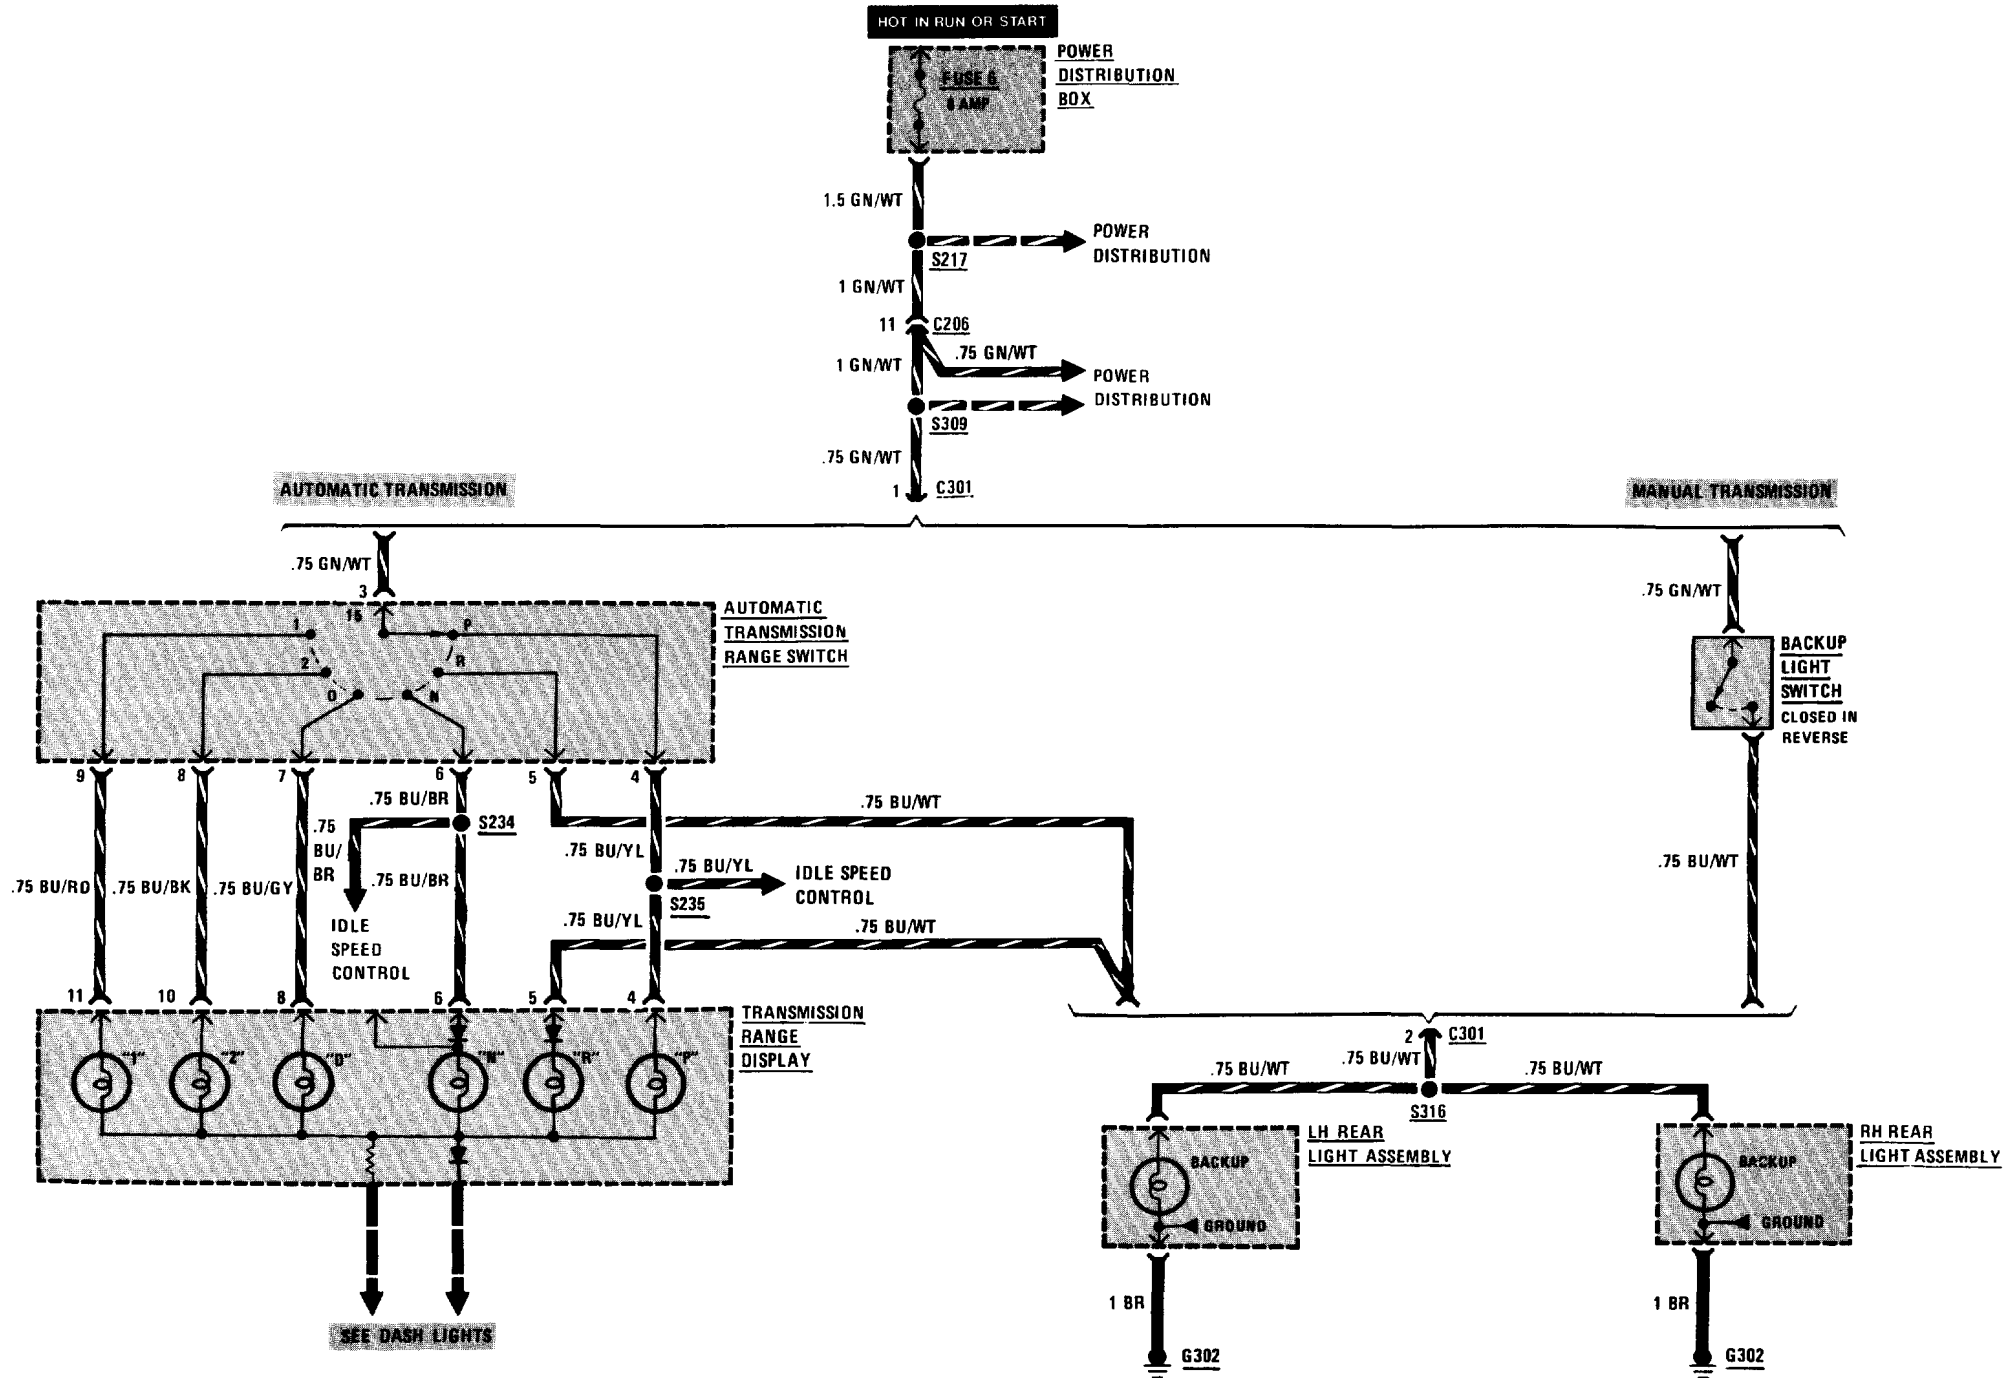 HOT IN RUN OR START
FUSE 6
8 AMP
POWER
DISTRIBUTION
BOX
1.5 GN/WT
S217
POWER
DISTRIBUTION
1 GN/WT
11
C206
.75 GN/WT
1 GN/WT
POWER
DISTRIBUTION
S309
.75 GN/WT
1
C301
AUTOMATIC TRANSMISSION
MANUAL TRANSMISSION
.75 GN/WT
3
15
1
2
D
N
R
P
AUTOMATIC
TRANSMISSION
RANGE SWITCH
.75 GN/WT
BACKUP
LIGHT
SWITCH
CLOSED IN
REVERSE
9
8
7
6
5
4
.75 BU/BR
S234
.75
BU/
BR
.75 BU/WT
.75 BU/YL
.75 BU/YL
IDLE SPEED
CONTROL
S235
.75 BU/RD
.75 BU/BK
.75 BU/GY
.75 BU/BR
IDLE
SPEED
CONTROL
.75 BU/YL
.75 BU/WT
.75 BU/WT
11
10
8
6
5
4
TRANSMISSION
RANGE
DISPLAY
"1"
"2"
"D"
"N"
"R"
"P"
2
C301
.75 BU/WT
.75 BU/WT
.75 BU/WT
S316
LH REAR
LIGHT ASSEMBLY
BACKUP
GROUND
RH REAR
LIGHT ASSEMBLY
BACKUP
GROUND
1 BR
G302
1 BR
G302
SEE DASH LIGHTS